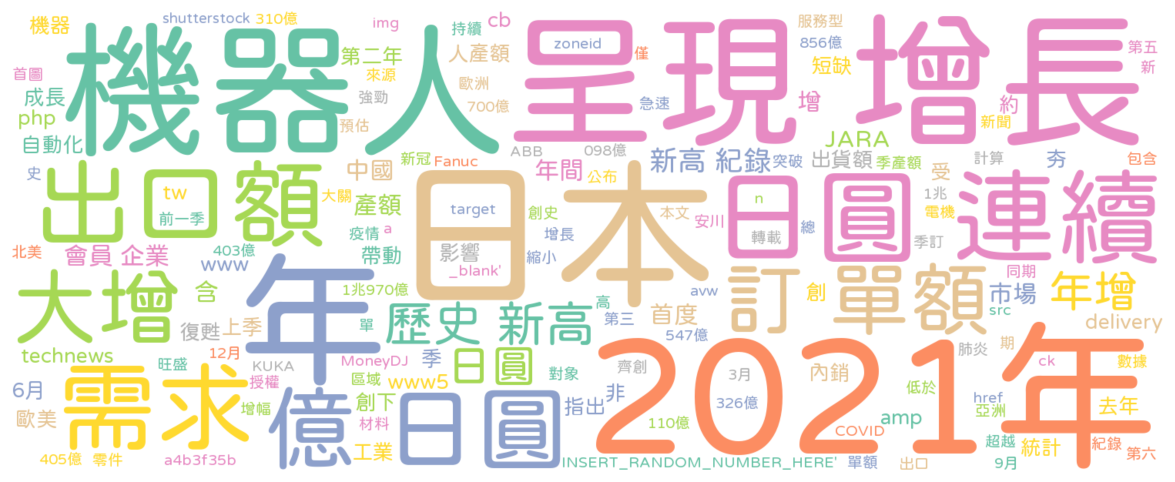 機器人
呈現
增長
日本
2021年
出口額
日圓
連續
大增
年
歷史 新高
訂單額
需求
億日圓
機器
shutterstock
310億
img
持續
cb
zoneid
僅
服務型
856億
第五
首圖
第二年
人產額
短缺
新
成長
來源
歐洲
強勁
700億
急速
增
約
php
自動化
預估
新聞
JARA
史
tw
中國
新冠
Fanuc
ABB
098億
年間
公布
新高 紀錄
突破
出貨額
季產額
計算
夯
包含
受
前一季
大關
產額
target
創史
本文
安川
n
轉載
總
1兆
電機
季訂
北美
會員 企業
403億
疫情
a
帶動
影響
_blank'
增長
縮小
www
1兆970億
avw
同期
市場
年增
含
創
src
復甦
上季
單
高
第三
首度
547億
delivery
technews
旺盛
12月
KUKA
MoneyDJ
季
日圓
對象
齊創
3月
內銷
肺炎
期
ck
數據
6月
授權
區域
www5
非
指出
326億
低於
href
亞洲
去年
歐美
增幅
創下
材料
工業
110億
COVID
amp
超越
統計
紀錄
第六
405億
零件
a4b3f35b
INSERT_RANDOM_NUMBER_HERE'
單額
出口
9月